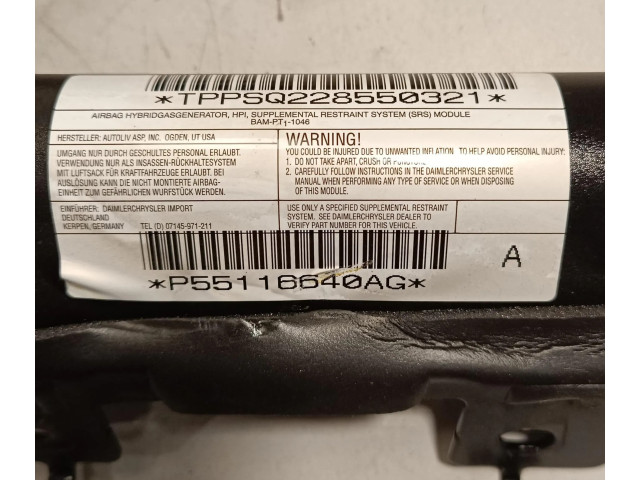 *TPPSQ228550321*
AIRBAG HYBRIDGASGENERATOR, HPI, SUPPLEMENTAL RESTRAINT SYSTEM (SRS) MODULE
BAM-PT1-1046
HERSTELLER: AUTOLIV ASP, INC. OGDEN, UT USA
UMGANG NUR DURCH GESCHULTES PERSONAL ERLAUBT.
VERWENDUNG NUR ALS INSASSEN-RÜCKHALTESYSTEM
MIT LUFTSACK FÜR KRAFTFAHRZEUGE ERLAUBT. BEI
AUSLÖSUNG KANN DIE NICHT MONTIERTE AIRBAG-
EINHEIT ZUM GEFÄHRLICHEN WURFSTÜCK WERDEN.
EINFÜHRER: DAIMLERCHRYSLER IMPORT
DEUTSCHLAND
KERPEN, GERMANY TEL (D) 07145-971-211
WARNING!
YOU COULD BE INJURED DUE TO UNWANTED INFLATION. TO HELP AVOID PERSONAL INJURY:
1. DO NOT TAKE APART, CRUSH OR PUNCTURE.
2. CAREFULLY FOLLOW INSTRUCTIONS IN THE DAIMLERCHRYSLER SERVICE
MANUAL WHEN PERFORMING ANY TYPE OF SERVICE OR WHEN DISPOSING
OF THIS MODULE.
USE ONLY A SPECIFIED SUPPLEMENTAL RESTRAINT
SYSTEM. SEE DAIMLERCHRYSLER DEALER TO
VERIFY PART NUMBER FOR THIS VEHICLE.
*P55116640AG*
A